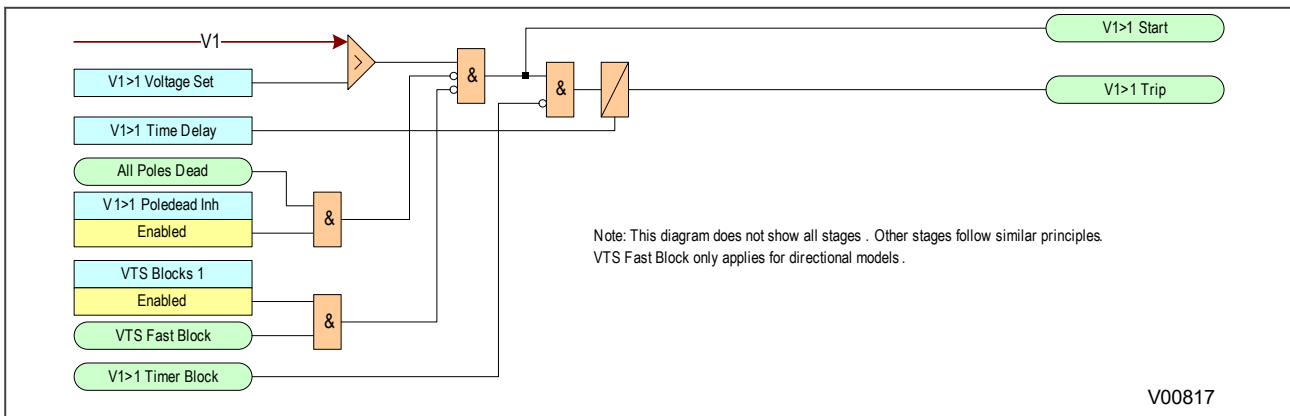 V1
V1>1 Start
>
V1>1 Voltage Set
&
&
V1>1 Trip
V1>1 Time Delay
All Poles Dead
V1>1 Poledead Inh
&
Enabled
Note: This diagram does not show all stages . Other stages follow similar principles.
VTS Fast Block only applies for directional models .
VTS Blocks 1
Enabled
&
VTS Fast Block
V1>1 Timer Block
V00817